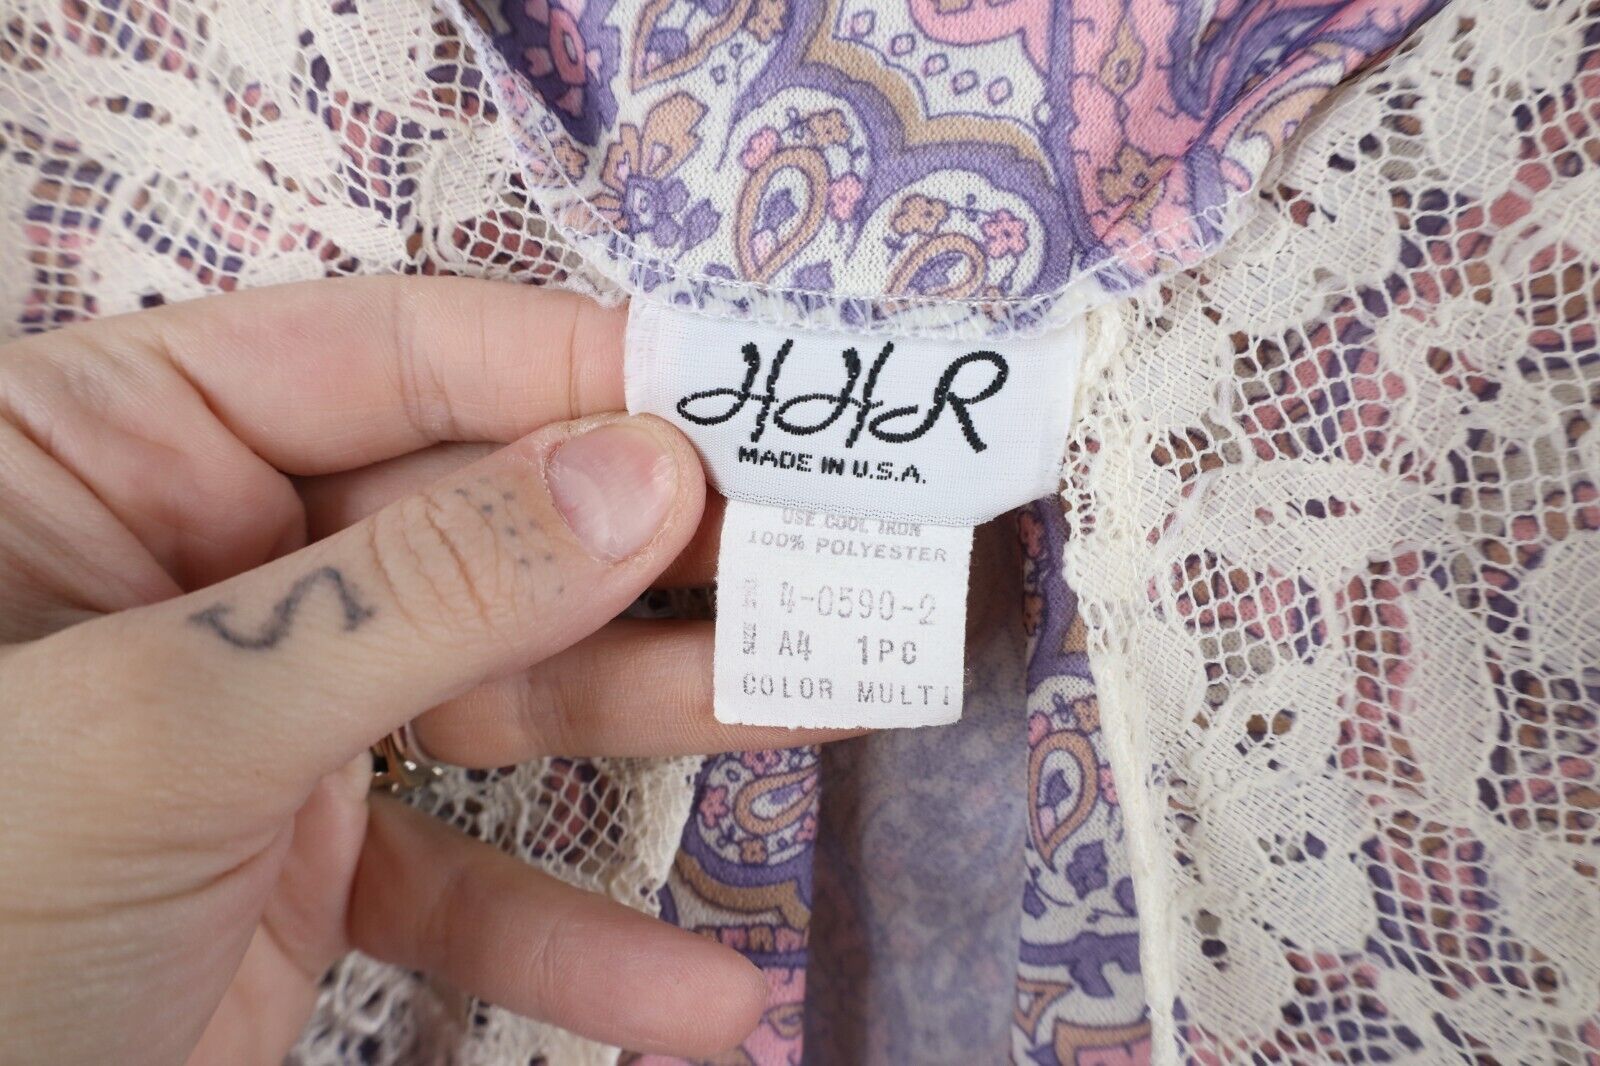 HHR
MADE IN U.S.A.
USE COOL IRON
100% POLYESTER
4-0590-2
A4 1PC
COLOR MULTI